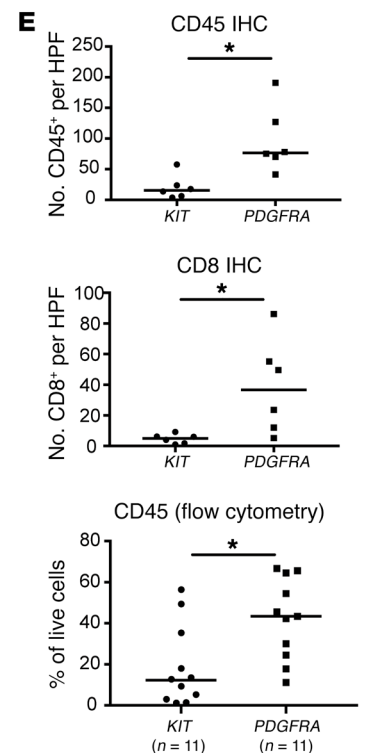 E
CD45 IHC
*
No. CD45+ per HPF
250
200
150
100
50
0
KIT PDGFRA
CD8 IHC
*
No. CD8+ per HPF
100
80
60
40
20
0
KIT PDGFRA
CD45 (flow cytometry)
*
% of live cells
80
60
40
20
0
KIT PDGFRA
(n = 11) (n = 11)